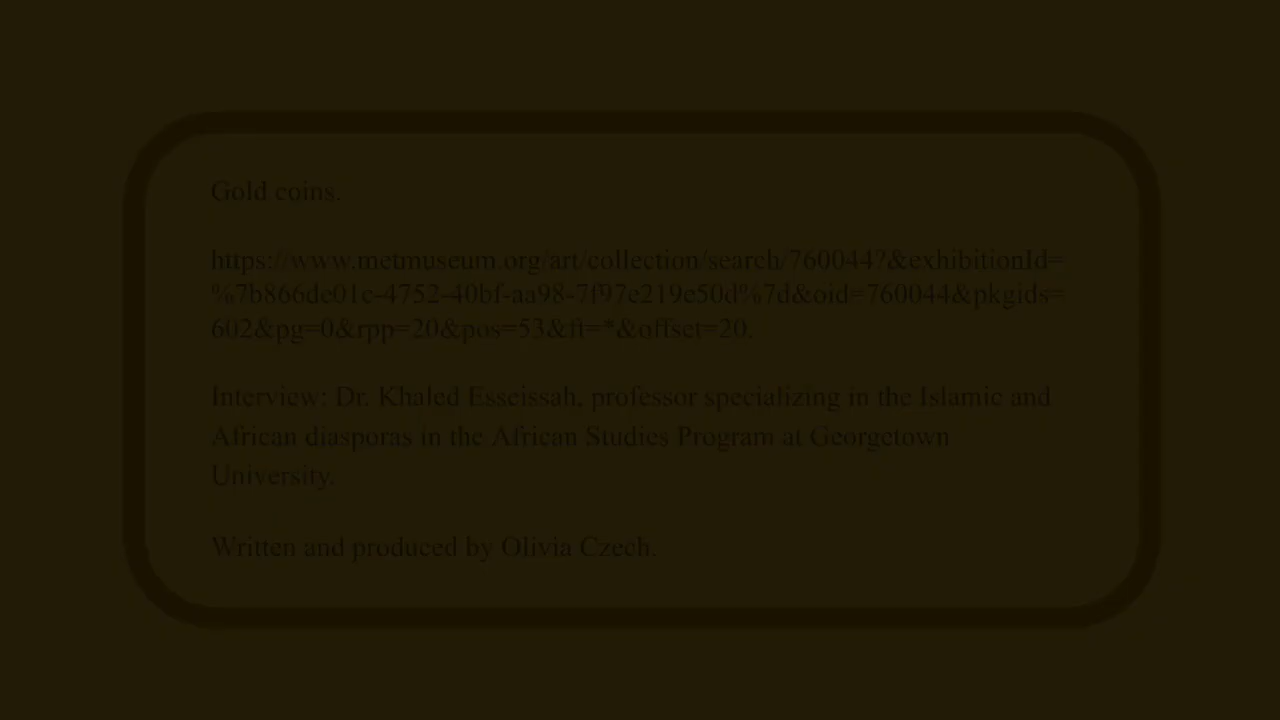 Gold coins.
https://www.metmuseum.org/art/collection/search/760044?&exhibitionId=
%7b866de01c-4752-40bf-aa98-7f97e219e50d%7d&oid=760044&pkgids=
602&pg=0&rpp=20&pos=53&ft=*&offset=20.
Interview: Dr. Khaled Esseissah, professor specializing in the Islamic and
African diasporas in the African Studies Program at Georgetown
University.
Written and produced by Olivia Czech.